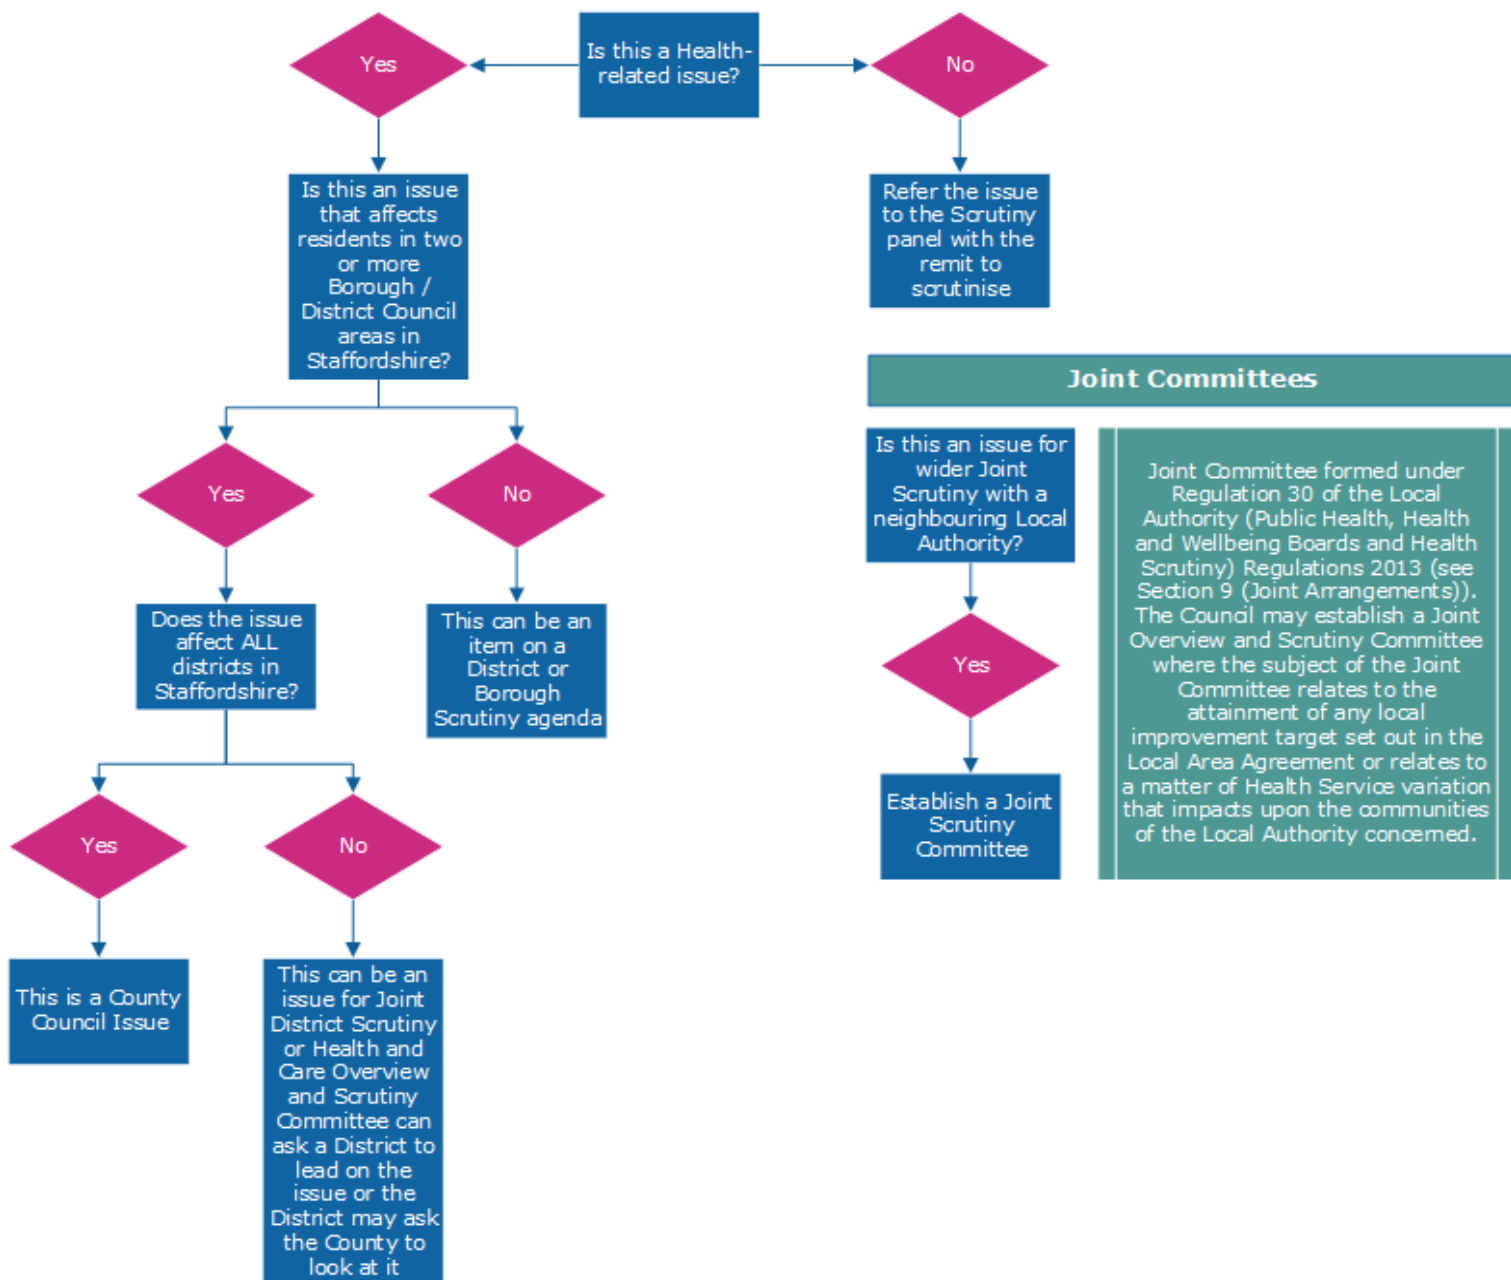 Yes
Is this a Health-
related issue?
No
Is this an issue
that affects
residents in two
or more
Borough /
District Council
areas in
Staffordshire?
Refer the issue
to the Scrutiny
panel with the
remit to
scrutinise
Yes
No
Does the issue
affect ALL
districts in
Staffordshire?
This can be an
item on a
District or
Borough
Scrutiny agenda
Yes
No
This is a County
Council Issue
This can be an
issue for Joint
District Scrutiny
or Health and
Care Overview
and Scrutiny
Committee can
ask a District to
lead on the
issue or the
District may ask
the County to
look at it
Joint Committees
Is this an issue for
wider Joint
Scrutiny with a
neighbouring Local
Authority?
Yes
Establish a Joint
Scrutiny
Committee
Joint Committee formed under
Regulation 30 of the Local
Authority (Public Health, Health
and Wellbeing Boards and Health
Scrutiny) Regulations 2013 (see
Section 9 (Joint Arrangements)).
The Council may establish a Joint
Overview and Scrutiny Committee
where the subject of the Joint
Committee relates to the
attainment of any local
improvement target set out in the
Local Area Agreement or relates to
a matter of Health Service variation
that impacts upon the communities
of the Local Authority concerned.